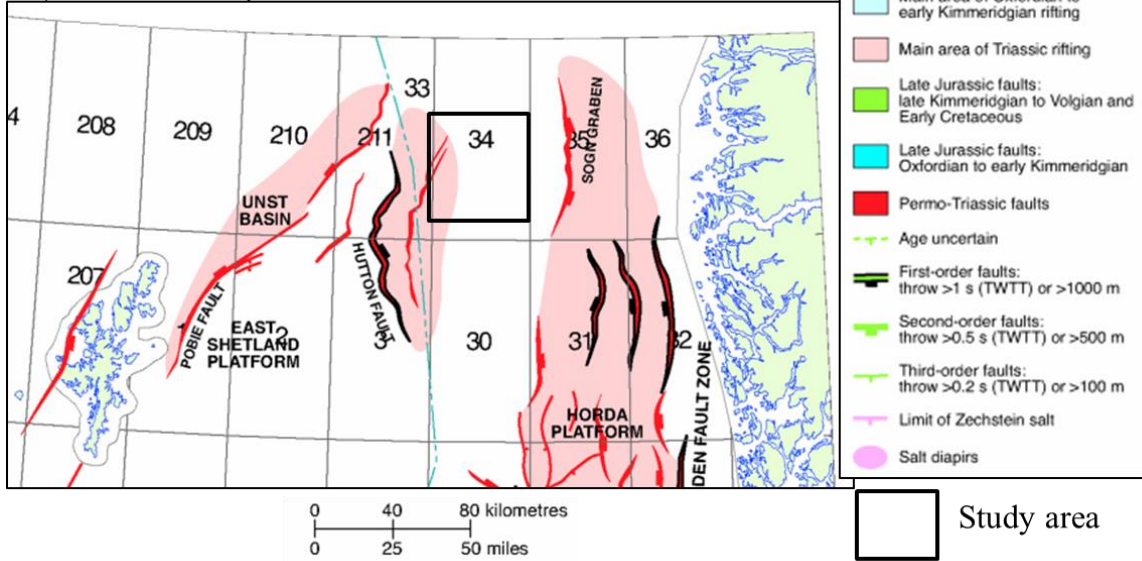 early Kimmeridgian rifting
Main area of Triassic rifting
Late Jurassic faults:
late Kimmeridgian to Volgian and
Early Cretaceous
Late Jurassic faults:
Oxfordian to early Kimmeridgian
Permo-Triassic faults
Age uncertain
First-order faults:
throw >1 s (TWTT) or >1000 m
Second-order faults:
throw >0.5 s (TWTT) or >500 m
Third-order faults:
throw >0.2 s (TWTT) or >100 m
Limit of Zechstein salt
Salt diapirs
Study area
4
208
209
210
211
33
34
35
36
SOGN GRABEN
UNST
BASIN
207
POBIE FAULT
EAST
SHETLAND
PLATFORM
2
HUTTON FAULT
3
30
31
32
HORDA
PLATFORM
DEN FAULT ZONE
0 40 80 kilometres
0 25 50 miles